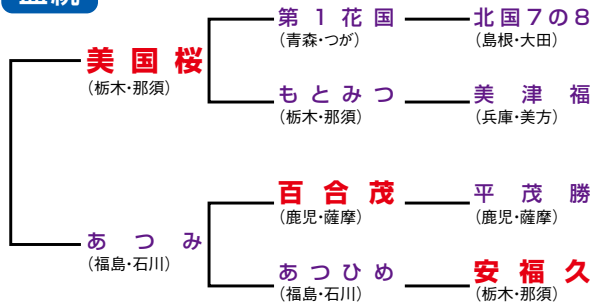 第1花国
北国7の8
(青森・つが)
(島根・大田)
美国桜
(栃木・那須)
もとみつ
美津福
(栃木・那須)
(兵庫・美方)
百合茂
平茂勝
(鹿児・薩摩)
(鹿児・薩摩)
あつみ
(福島・石川)
あつひめ
安福久
(福島・石川)
(栃木・那須)